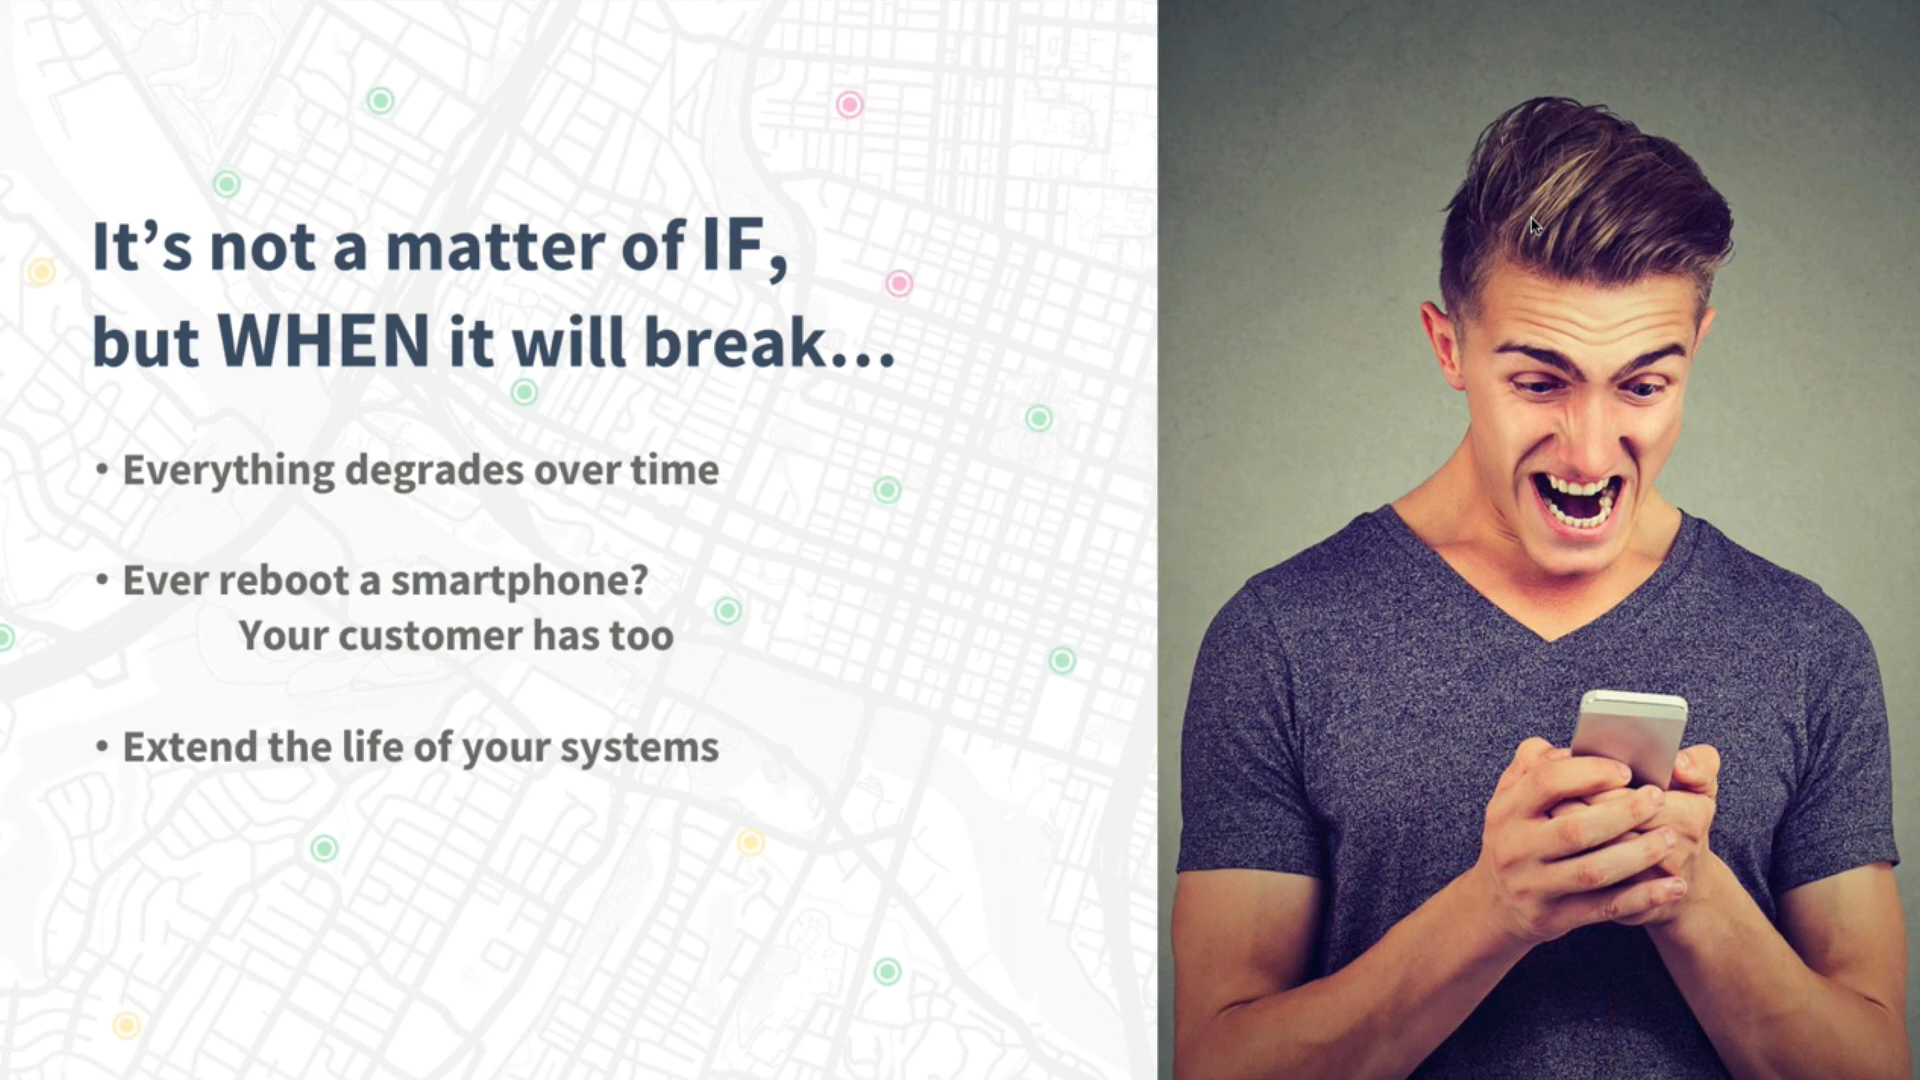 It’s not a matter of IF,
but WHEN it will break...
• Everything degrades over time
• Ever reboot a smartphone?
Your customer has too
• Extend the life of your systems